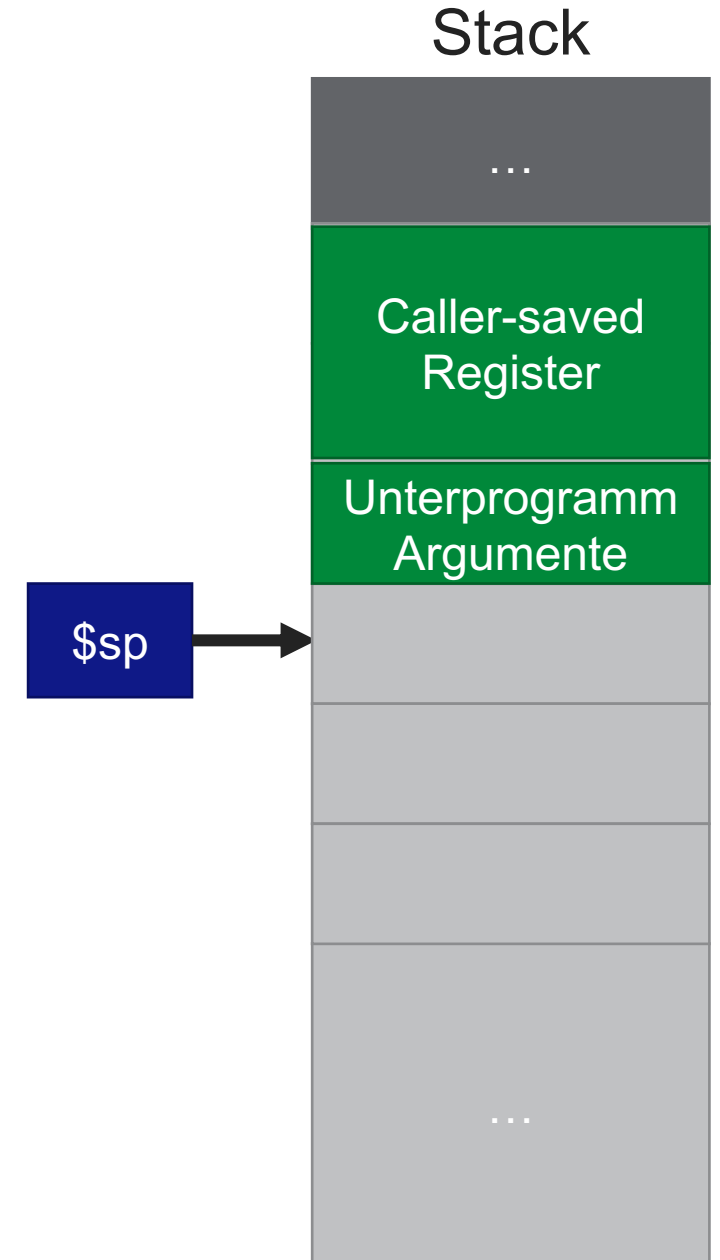 Stack
...
Caller-saved
Register
Unterprogramm
Argumente
$sp
...